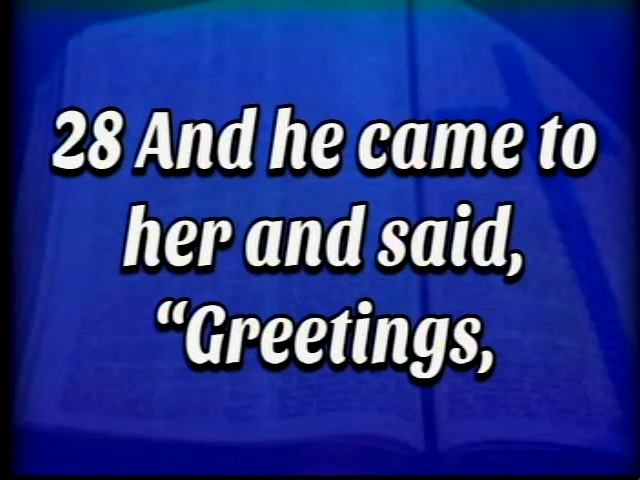 28 And he came to
her and said,
“Greetings,